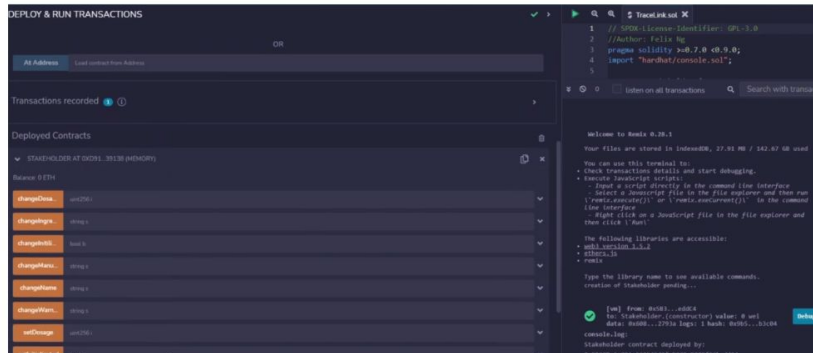 DEPLOY & RUN TRANSACTIONS
OR
At Address
Load contract from Address
Transactions recorded 1
Deployed Contracts
STAKEHOLDER AT 0XD91...39138 (MEMORY)
Balance: 0 ETH
changeDosa... uint256 i
changeIngre... string s
string s
changeName string s
changeWarn... string s
setDosage uint256 i
TraceLink.sol
1 // SPDX-License-Identifier: GPL-3.0
2 //Author: Felix Ng
3 pragma solidity >=0.7.0 <0.9.0;
4 import "hardhat/console.sol";
5
0 listen on all transactions Search with transa
Welcome to Remix 0.28.1
Your files are stored in indexedDB, 27.91 MB / 142.67 GB used
You can use this terminal to:
• Check transactions details and start debugging.
• Execute JavaScript scripts:
- Input a script directly in the command line interface
- Select a Javascript file in the file explorer and then run
\`remix.execute()\` or \`remix.exeCurrent()\` in the command
line interface
- Right click on a JavaScript file in the file explorer and
then click \`Run\`
The following libraries are accessible:
• web3 version 1.5.2
• ethers.js
• remix
Type the library name to see available commands.
creation of Stakeholder pending...
[vm] from: 0x5B3...eddC4
to: Stakeholder.(constructor) value: 0 wei
data: 0x608...2793a logs: 1 hash: 0x9b5...b3c04
Debug
console.log:
Stakeholder contract deployed by: